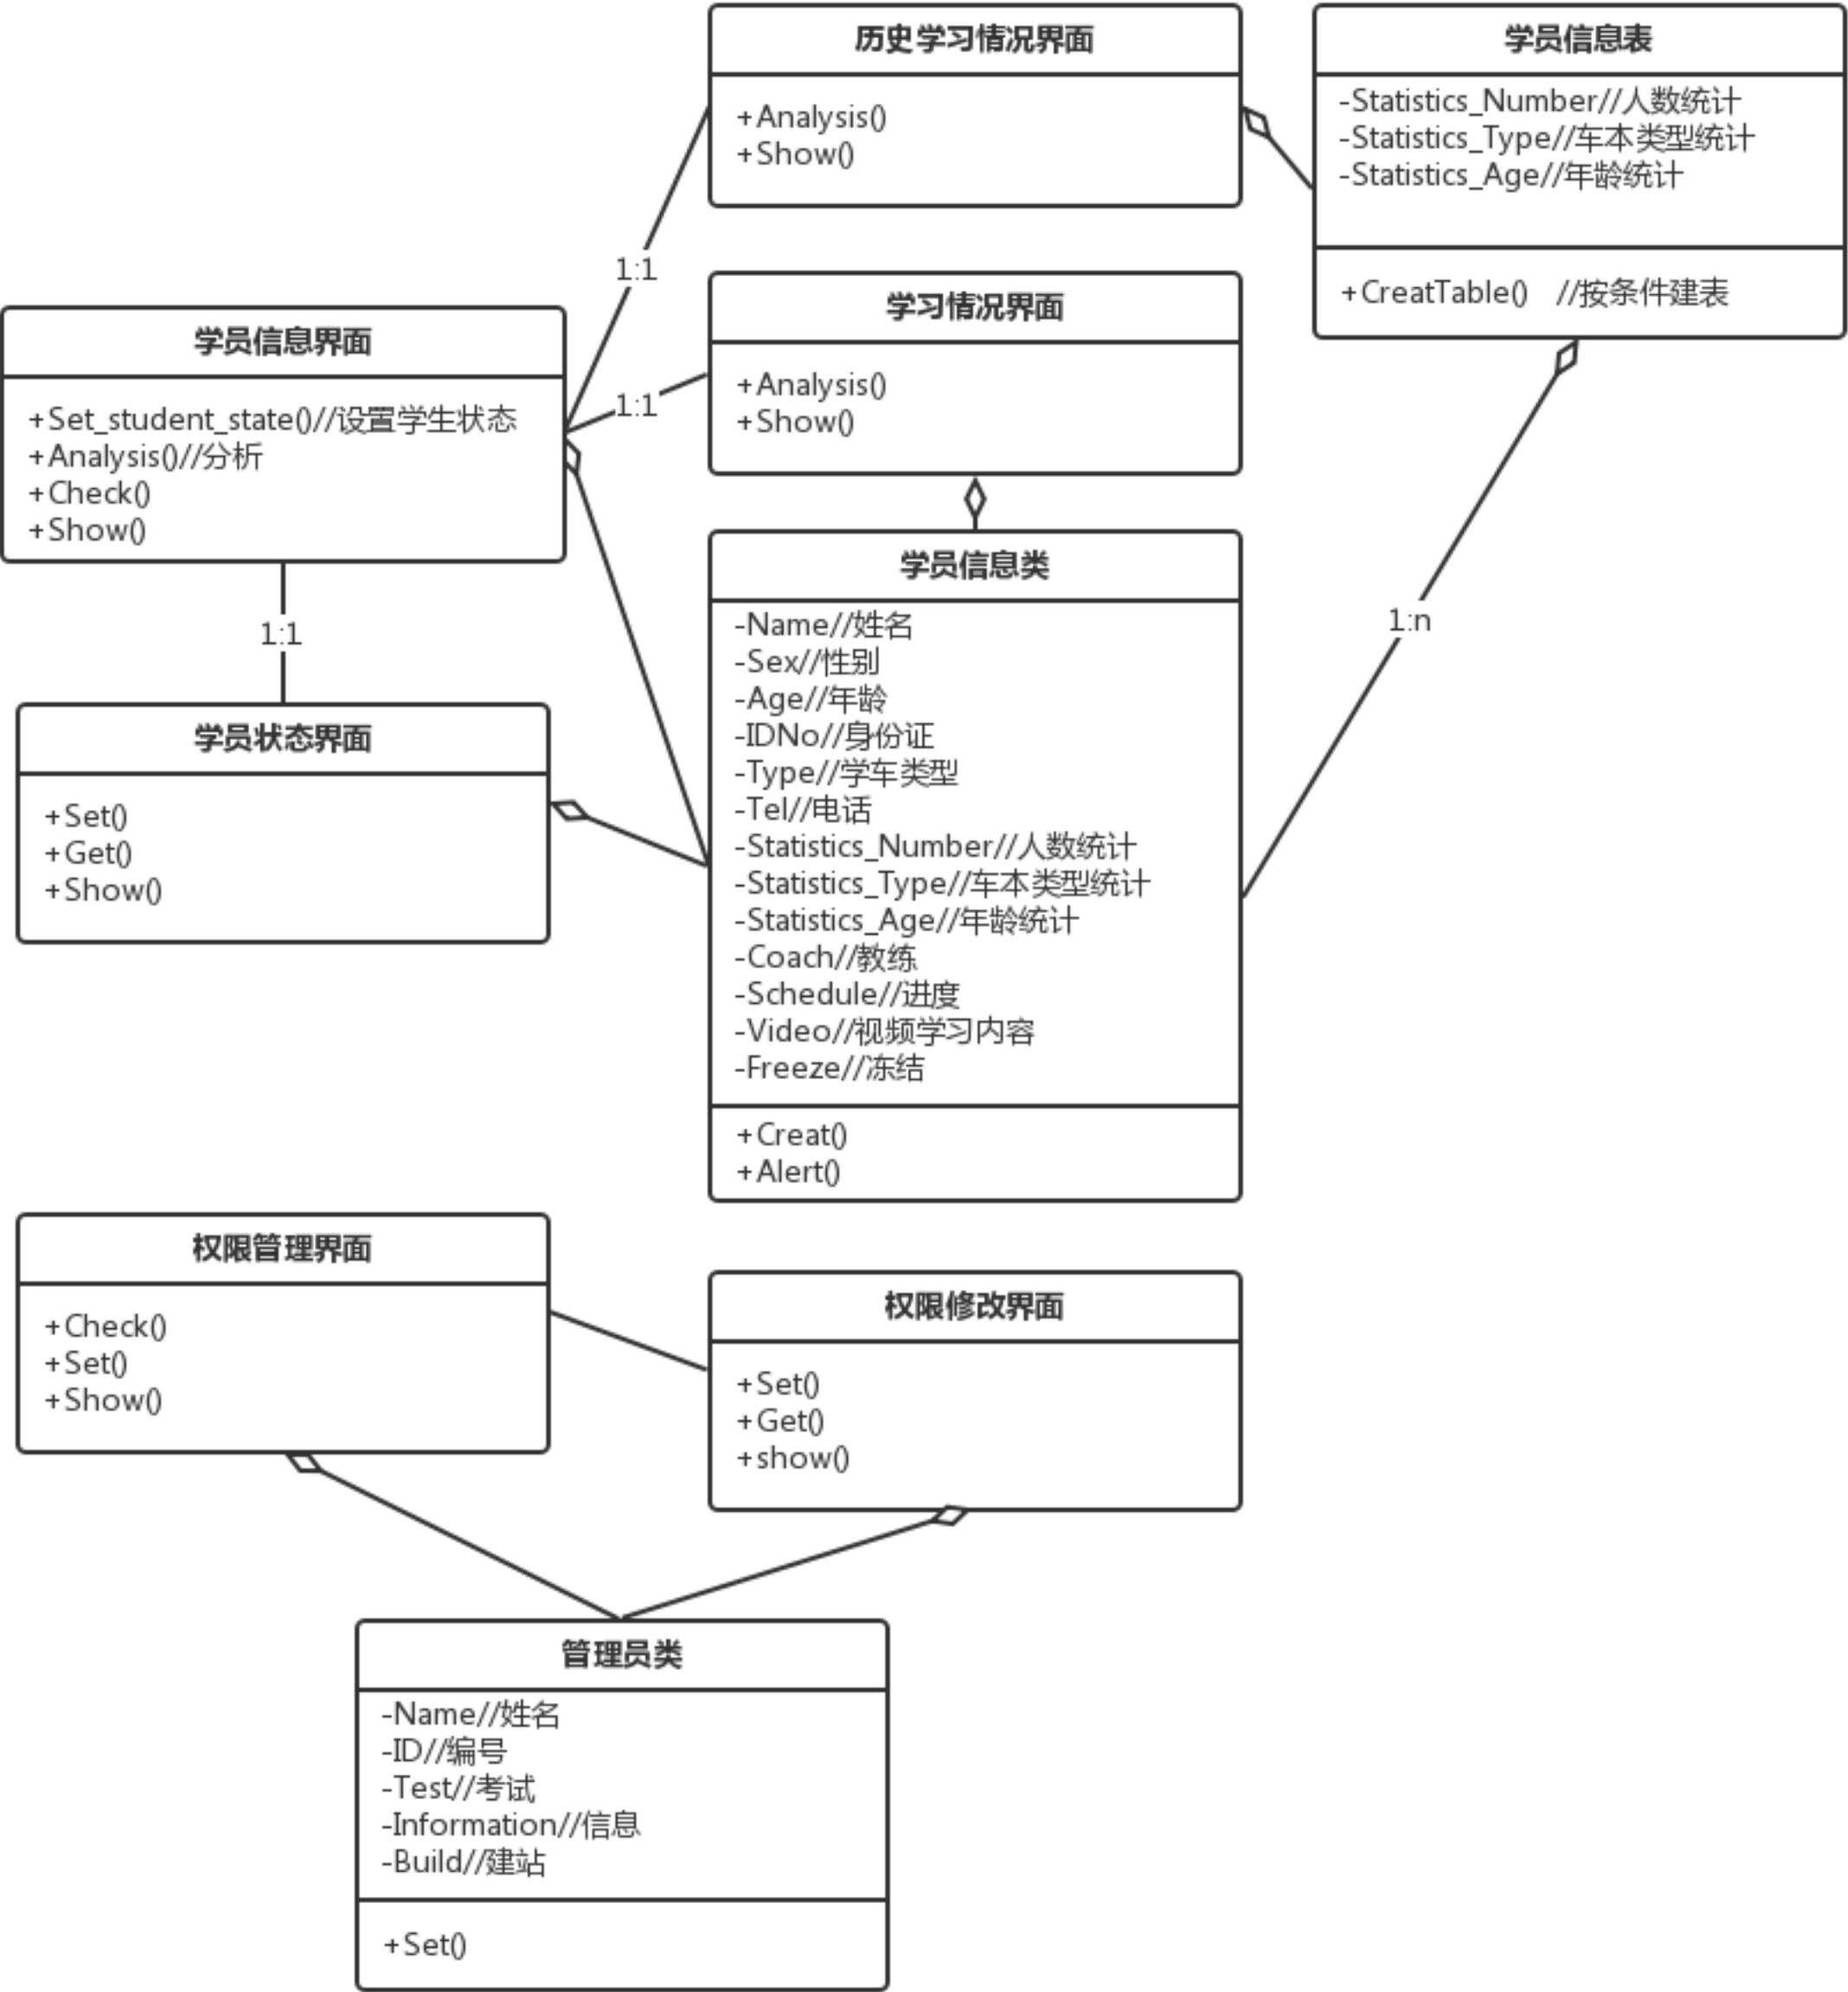 历史学习情况界面
+Analysis()
+Show()
学员信息表
-Statistics_Number//人数统计
-Statistics_Type//车本类型统计
-Statistics_Age//年龄统计
+CreatTable()    //按条件建表
1:1
学习情况界面
+Analysis()
+Show()
1:1
学员信息界面
+Set_student_state()//设置学生状态
+Analysis()//分析
+Check()
+Show()
1:1
学员状态界面
+Set()
+Get()
+Show()
学员信息类
-Name//姓名
-Sex//性别
-Age//年龄
-IDNo//身份证
-Type//学车类型
-Tel//电话
-Statistics_Number//人数统计
-Statistics_Type//车本类型统计
-Statistics_Age//年龄统计
-Coach//教练
-Schedule//进度
-Video//视频学习内容
-Freeze//冻结
+Creat()
+Alert()
1:n
权限管理界面
+Check()
+Set()
+Show()
权限修改界面
+Set()
+Get()
+show()
管理员类
-Name//姓名
-ID//编号
-Test//考试
-Information//信息
-Build//建站
+Set()